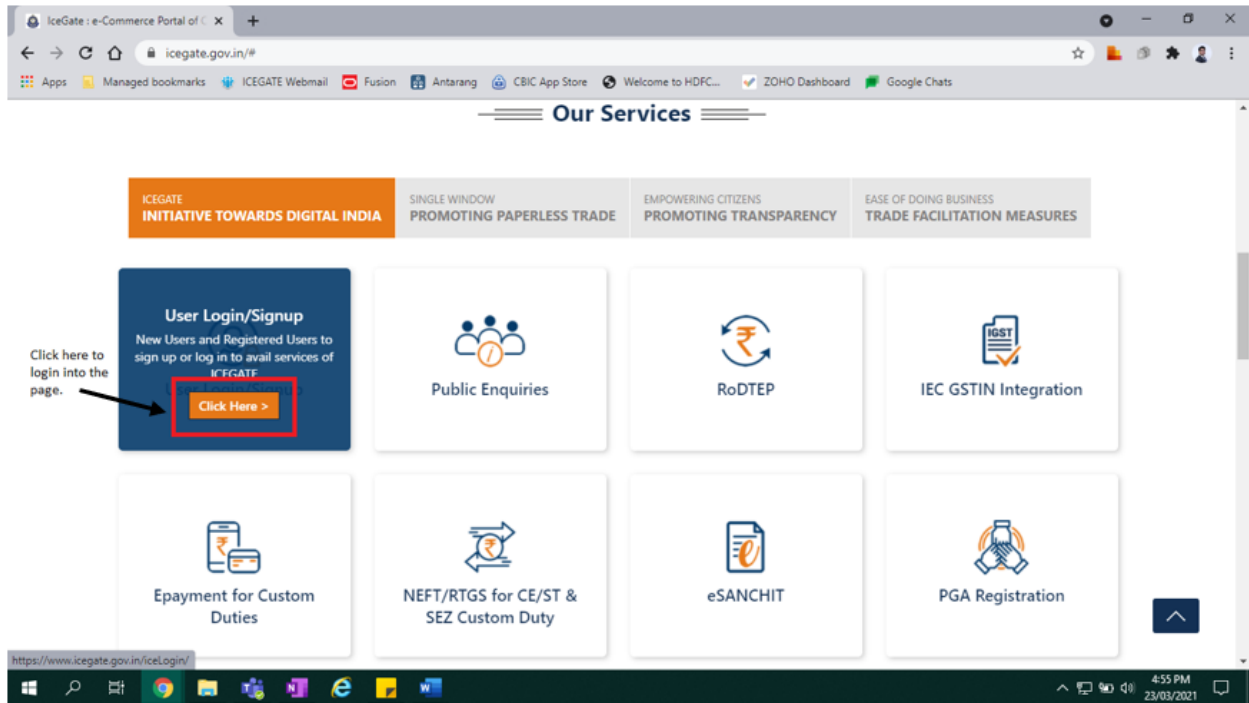 IceGate : e-Commerce Portal of C
icegate.gov.in/#
Apps Managed bookmarks ICEGATE Webmail Fusion Antarang CBIC App Store Welcome to HDFC... ZOHO Dashboard Google Chats
Our Services
ICEGATE
INITIATIVE TOWARDS DIGITAL INDIA
SINGLE WINDOW
PROMOTING PAPERLESS TRADE
EMPOWERING CITIZENS
PROMOTING TRANSPARENCY
EASE OF DOING BUSINESS
TRADE FACILITATION MEASURES
Click here to
login into the
page.
User Login/Signup
New Users and Registered Users to
sign up or log in to avail services of
ICEGATE
User Login/Signup
Click Here >
Public Enquiries
₹
RoDTEP
IGST
IEC GSTIN Integration
₹
Epayment for Custom
Duties
₹
NEFT/RTGS for CE/ST &
SEZ Custom Duty
e
eSANCHIT
PGA Registration
https://www.icegate.gov.in/iceLogin/
4:55 PM
23/03/2021